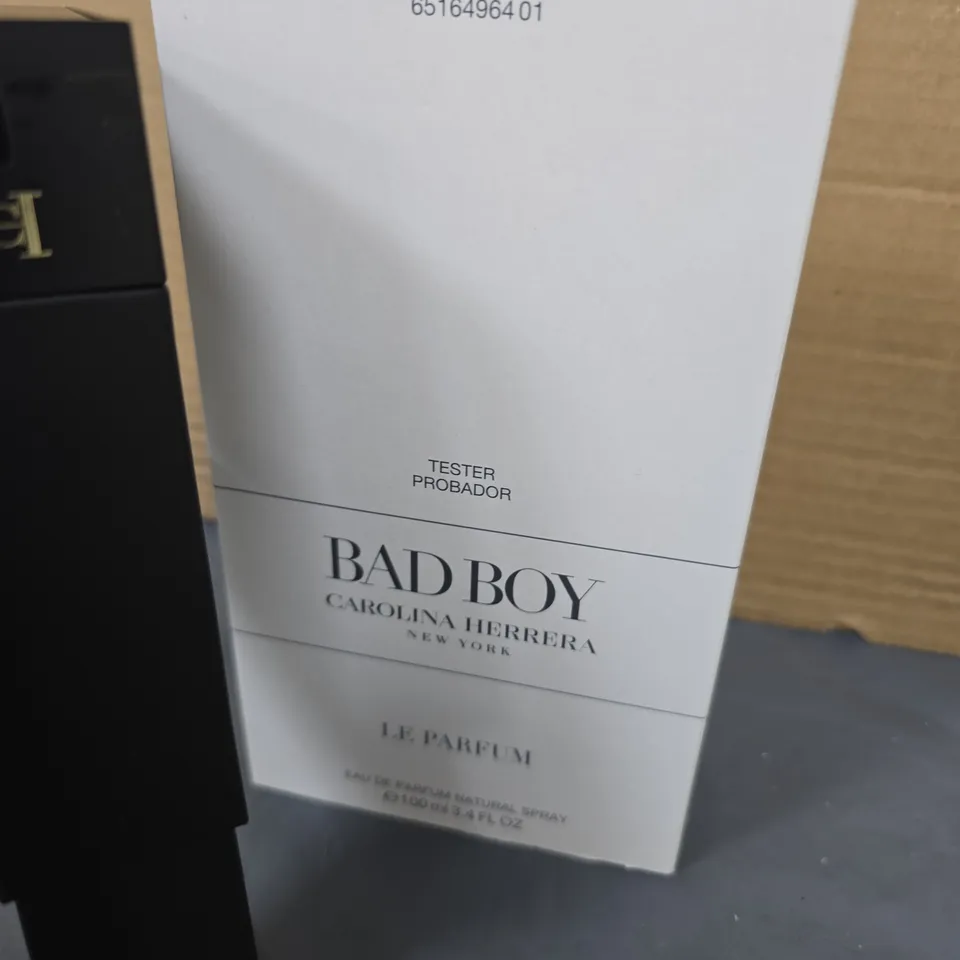 6516496401
TESTER
PROBADOR
BAD BOY
CAROLINA HERRERA
NEW YORK
LE PARFUM
EAU DE PARFUM NATURAL SPRAY
℮100 ml 3.4 FL OZ